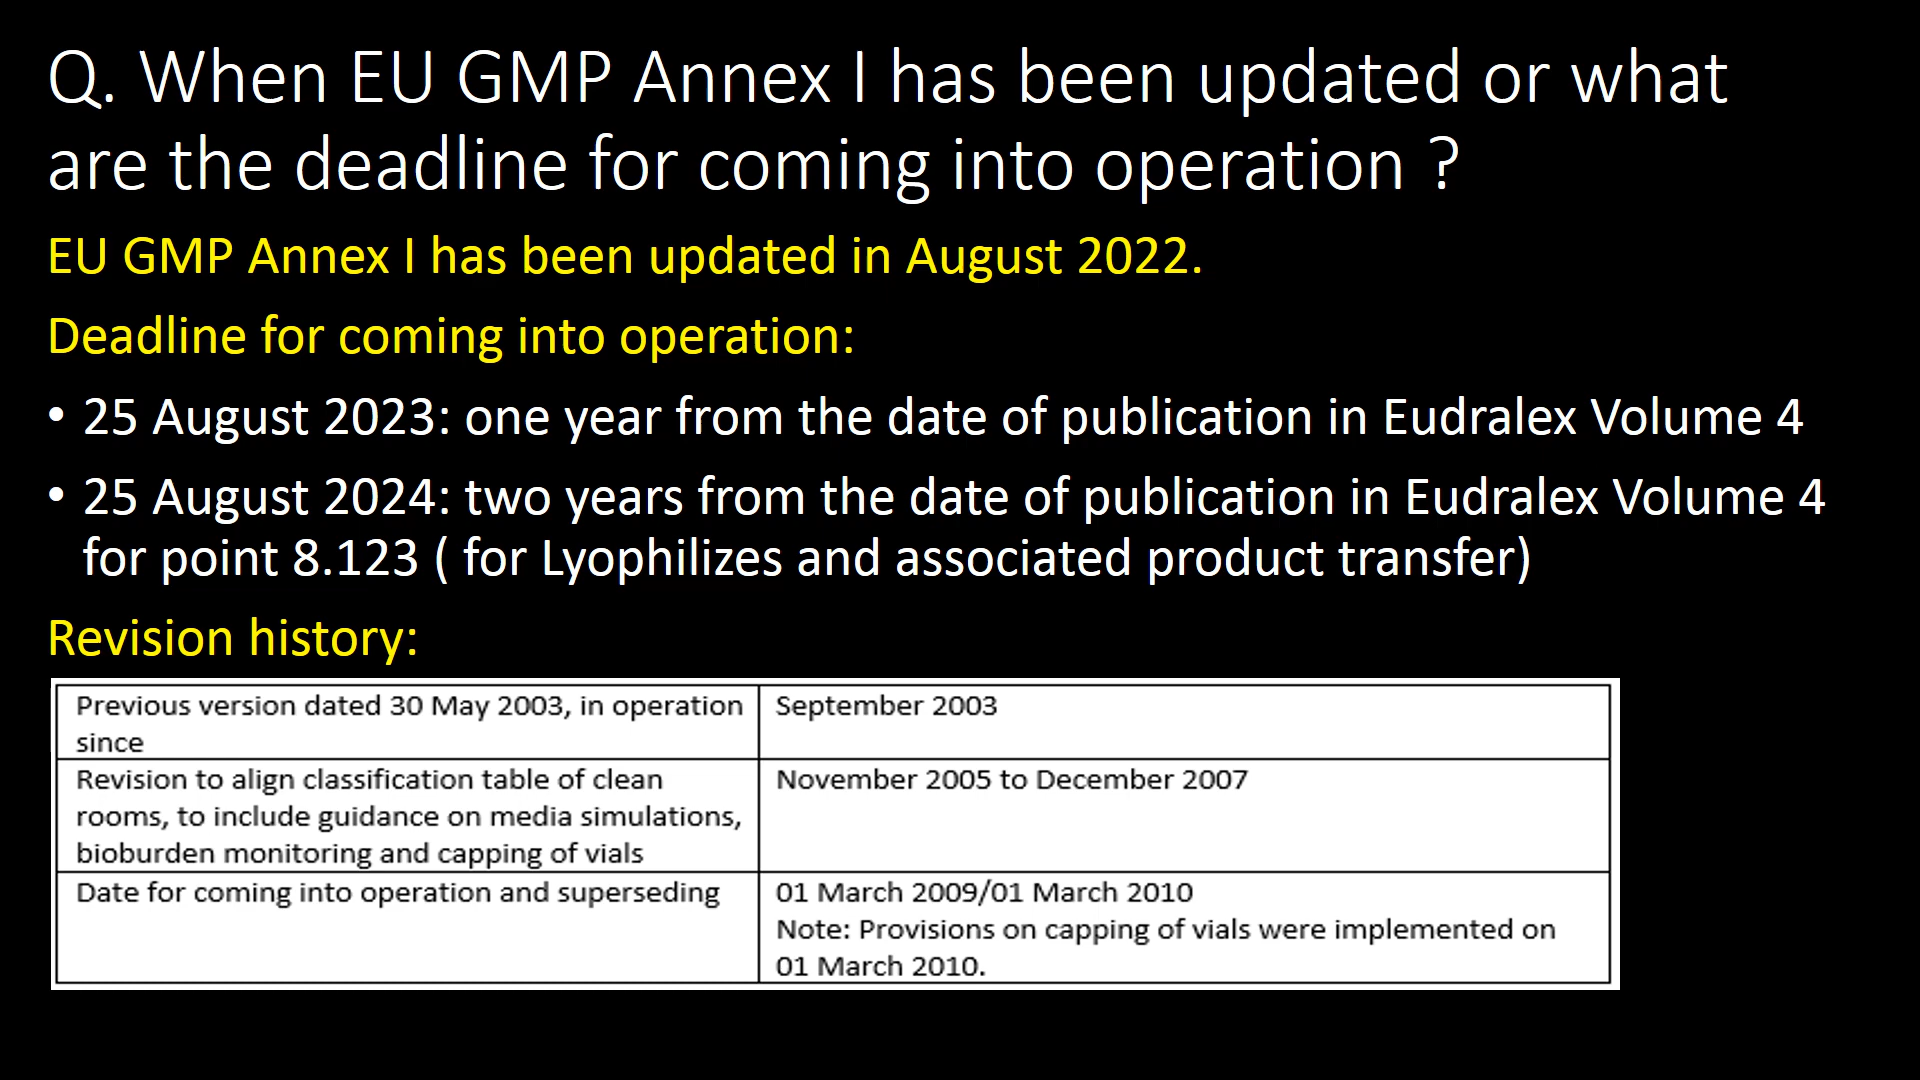 Q. When EU GMP Annex I has been updated or what
are the deadline for coming into operation ?
EU GMP Annex I has been updated in August 2022.
Deadline for coming into operation:
• 25 August 2023: one year from the date of publication in Eudralex Volume 4
• 25 August 2024: two years from the date of publication in Eudralex Volume 4
for point 8.123 ( for Lyophilizes and associated product transfer)
Revision history:
Previous version dated 30 May 2003, in operation
since
September 2003
Revision to align classification table of clean
rooms, to include guidance on media simulations,
bioburden monitoring and capping of vials
November 2005 to December 2007
Date for coming into operation and superseding
01 March 2009/01 March 2010
Note: Provisions on capping of vials were implemented on
01 March 2010.